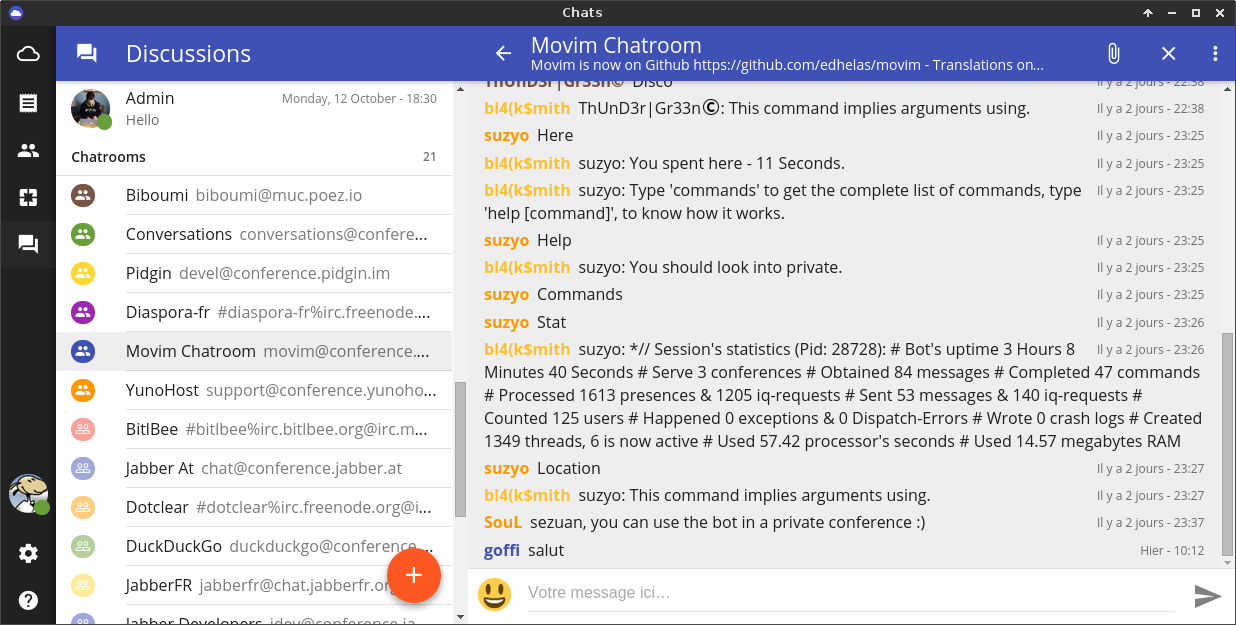 Chats
Discussions
Movim Chatroom
Movim is now on Github https://github.com/edhelas/movim - Translations on...
Admin
Monday, 12 October - 18:30
Hello
Chatrooms
21
Biboumi biboumi@muc.poez.io
Conversations conversations@confere...
Pidgin devel@conference.pidgin.im
Diaspora-fr #diaspora-fr%irc.freenode....
Movim Chatroom movim@conference....
YunoHost support@conference.yunoho...
BitlBee #bitlbee%irc.bitlbee.org@irc.m...
Jabber At chat@conference.jabber.at
Dotclear #dotclear%irc.freenode.org@i...
DuckDuckGo duckduckgo@conference...
JabberFR jabberfr@chat.jabberfr.or
Jabber Developers jdev@conference.ja
ThUnD3r|Gr33n© Disco Il y a 2 jours - 22:38
bl4(k$mith ThUnD3r|Gr33n©: This command implies arguments using. Il y a 2 jours - 22:38
suzyo Here Il y a 2 jours - 23:25
bl4(k$mith suzyo: You spent here - 11 Seconds. Il y a 2 jours - 23:25
bl4(k$mith suzyo: Type 'commands' to get the complete list of commands, type Il y a 2 jours - 23:25
'help [command]', to know how it works.
suzyo Help Il y a 2 jours - 23:25
bl4(k$mith suzyo: You should look into private. Il y a 2 jours - 23:25
suzyo Commands Il y a 2 jours - 23:25
suzyo Stat Il y a 2 jours - 23:26
bl4(k$mith suzyo: *// Session's statistics (Pid: 28728): # Bot's uptime 3 Hours 8 Il y a 2 jours - 23:26
Minutes 40 Seconds # Serve 3 conferences # Obtained 84 messages # Completed 47 commands
# Processed 1613 presences & 1205 iq-requests # Sent 53 messages & 140 iq-requests #
Counted 125 users # Happened 0 exceptions & 0 Dispatch-Errors # Wrote 0 crash logs # Created
1349 threads, 6 is now active # Used 57.42 processor's seconds # Used 14.57 megabytes RAM
suzyo Location Il y a 2 jours - 23:27
bl4(k$mith suzyo: This command implies arguments using. Il y a 2 jours - 23:27
SouL sezuan, you can use the bot in a private conference :) Il y a 2 jours - 23:37
goffi salut Hier - 10:12
Votre message ici...